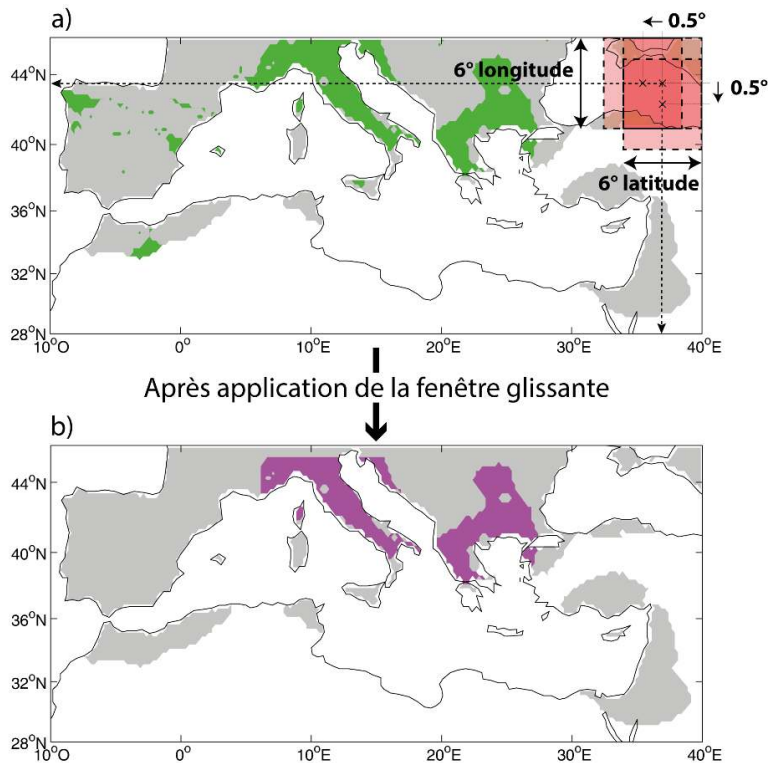 a)
← 0.5°
44°N
6° longitude
↓ 0.5°
40°N
6° latitude
36°N
32°N
28°N
10°O 0° 10°E 20°E 30°E 40°E
Après application de la fenêtre glissante
b)
44°N
40°N
36°N
32°N
28°N
10°O 0° 10°E 20°E 30°E 40°E